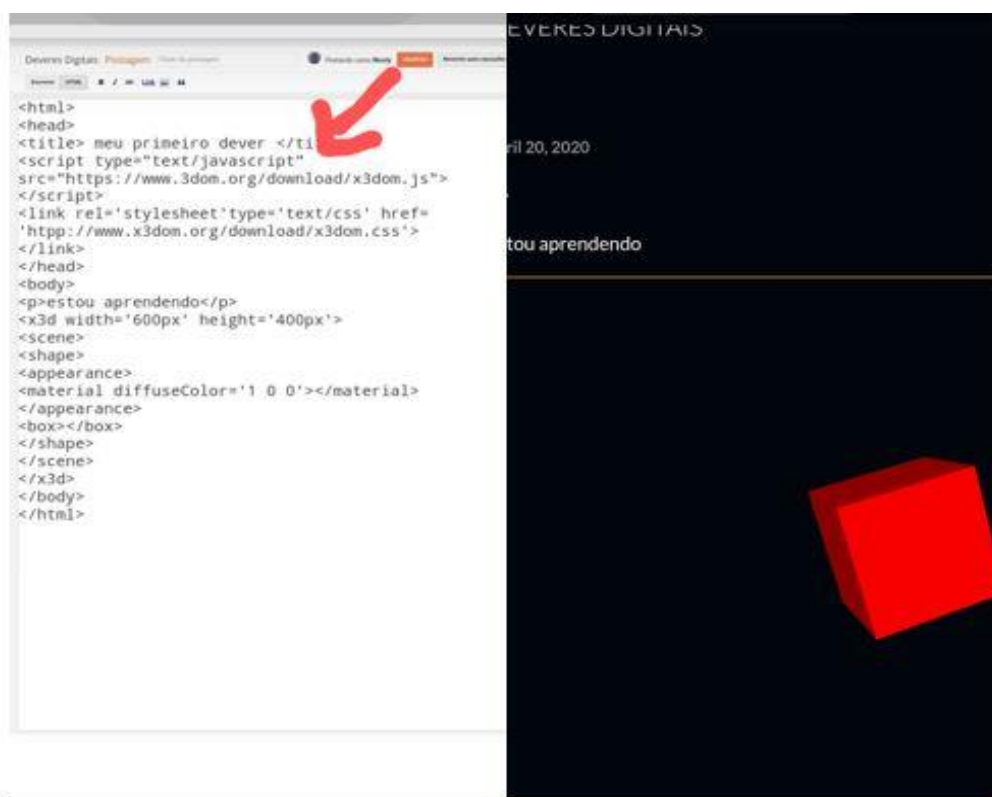 Deveres Digitais Postagem
HTML
<html>
<head>
<title> meu primeiro dever </ti
<script type="text/javascript"
src="https://www.3dom.org/download/x3dom.js">
</script>
<link rel='stylesheet'type='text/css' href=
'htpp://www.x3dom.org/download/x3dom.css'>
</link>
</head>
<body>
<p>estou aprendendo</p>
<x3d width='600px' height='400px'>
<scene>
<shape>
<appearance>
<material diffuseColor='1 0 0'></material>
</appearance>
<box></box>
</shape>
</scene>
</x3d>
</body>
</html>
EVERES DIGITAIS
ril 20, 2020
tou aprendendo